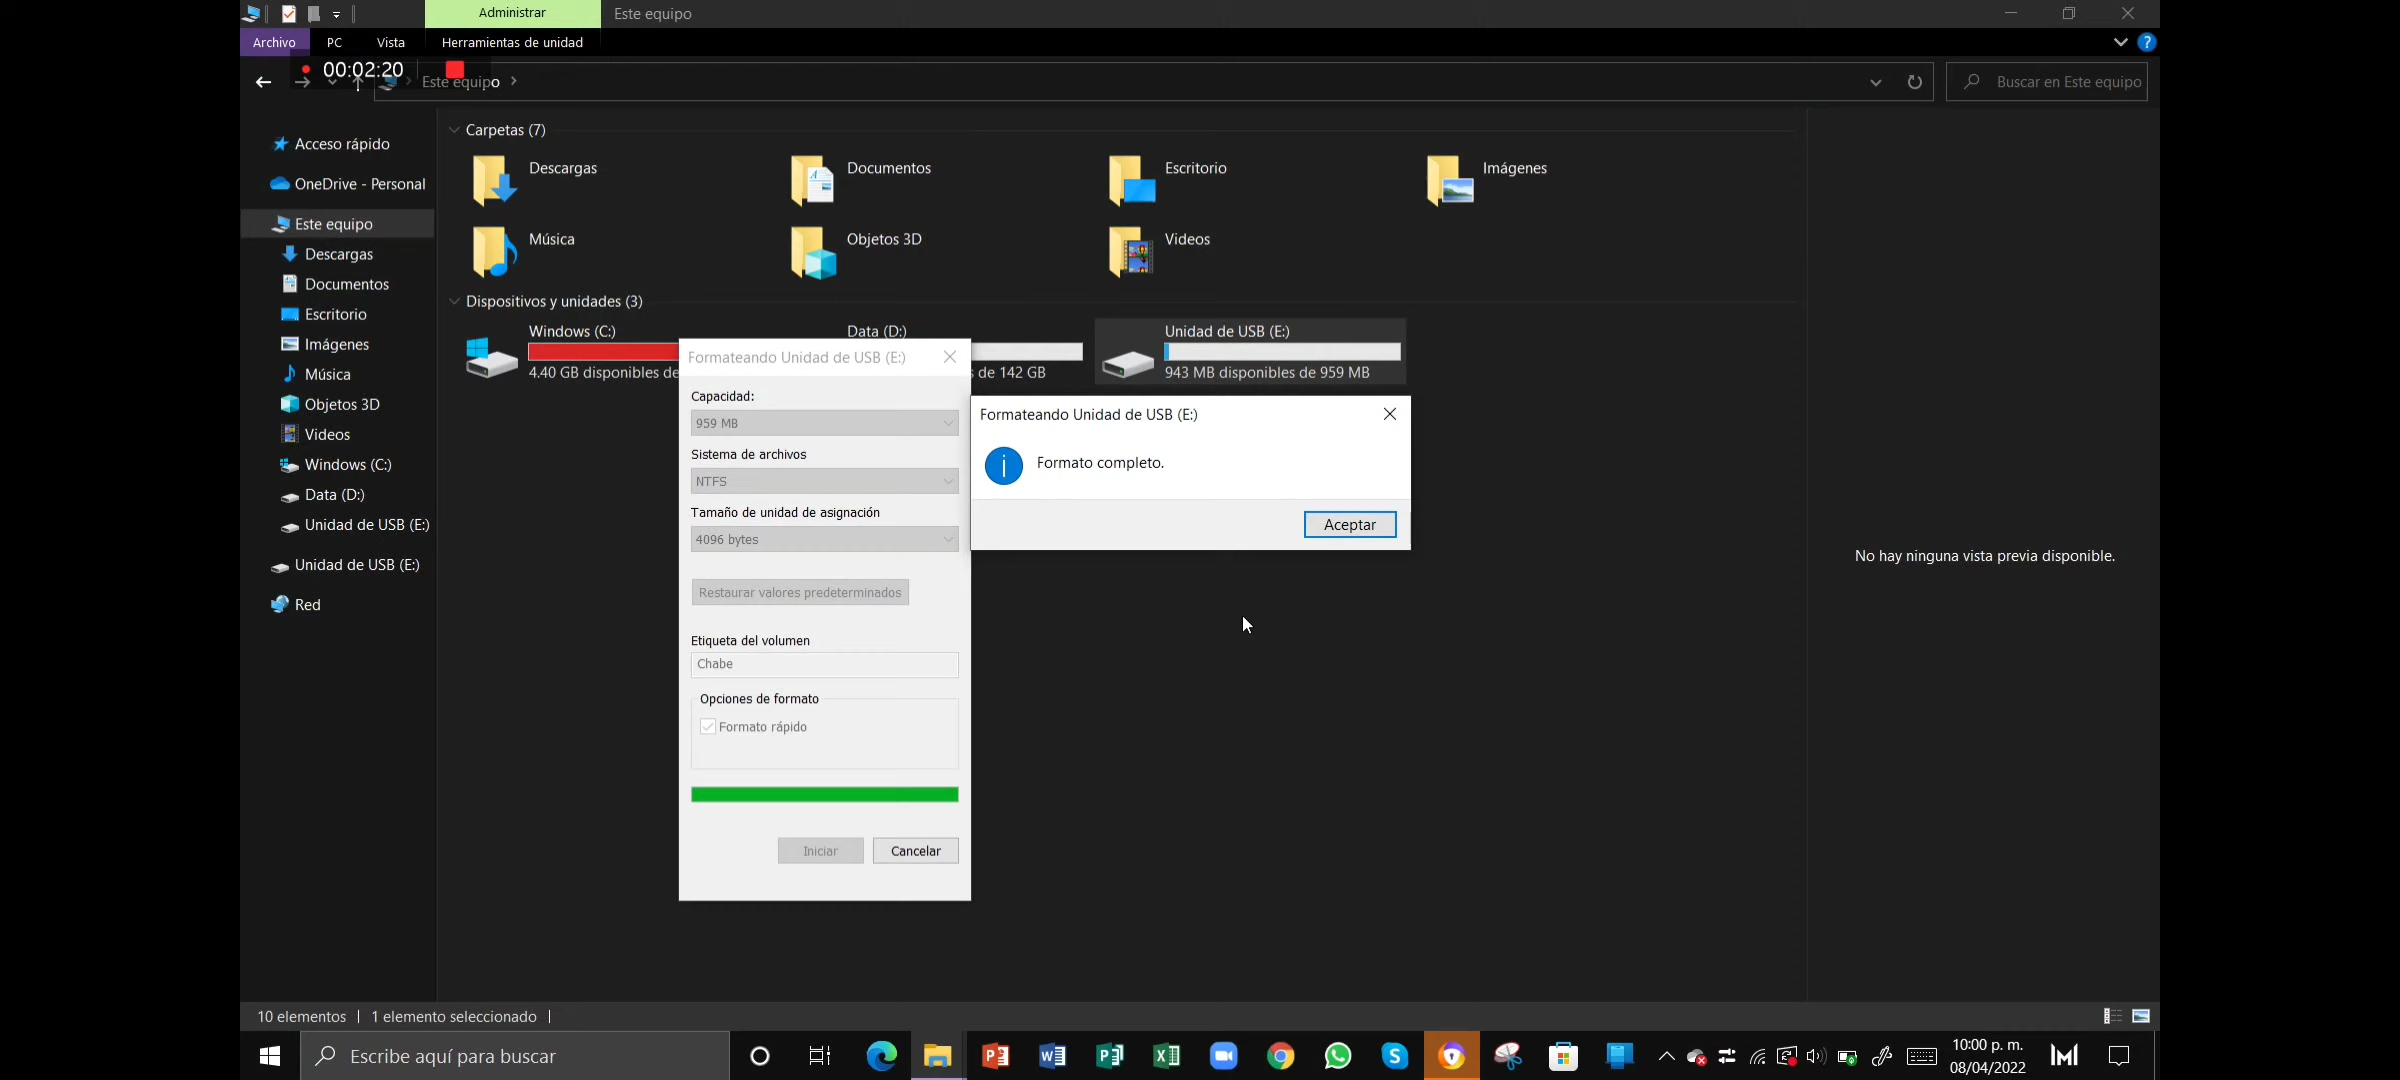 Administrar
Este equipo
Archivo
PC
Vista
Herramientas de unidad
00:02:20
Este equipo
Buscar en Este equipo
Acceso rápido
OneDrive - Personal
Este equipo
Descargas
Documentos
Escritorio
Imágenes
Música
Objetos 3D
Videos
Windows (C:)
Data (D:)
Unidad de USB (E:)
Unidad de USB (E:)
Red
Carpetas (7)
Descargas
Documentos
Escritorio
Imágenes
Música
Objetos 3D
Videos
Dispositivos y unidades (3)
Windows (C:)
4.40 GB disponibles de
Data (D:)
s de 142 GB
Unidad de USB (E:)
943 MB disponibles de 959 MB
Formateando Unidad de USB (E:)
Capacidad:
959 MB
Sistema de archivos
NTFS
Tamaño de unidad de asignación
4096 bytes
Restaurar valores predeterminados
Etiqueta del volumen
Chabe
Opciones de formato
Formato rápido
Iniciar
Cancelar
Formateando Unidad de USB (E:)
Formato completo.
Aceptar
No hay ninguna vista previa disponible.
10 elementos
1 elemento seleccionado
Escribe aquí para buscar
10:00 p. m.
08/04/2022